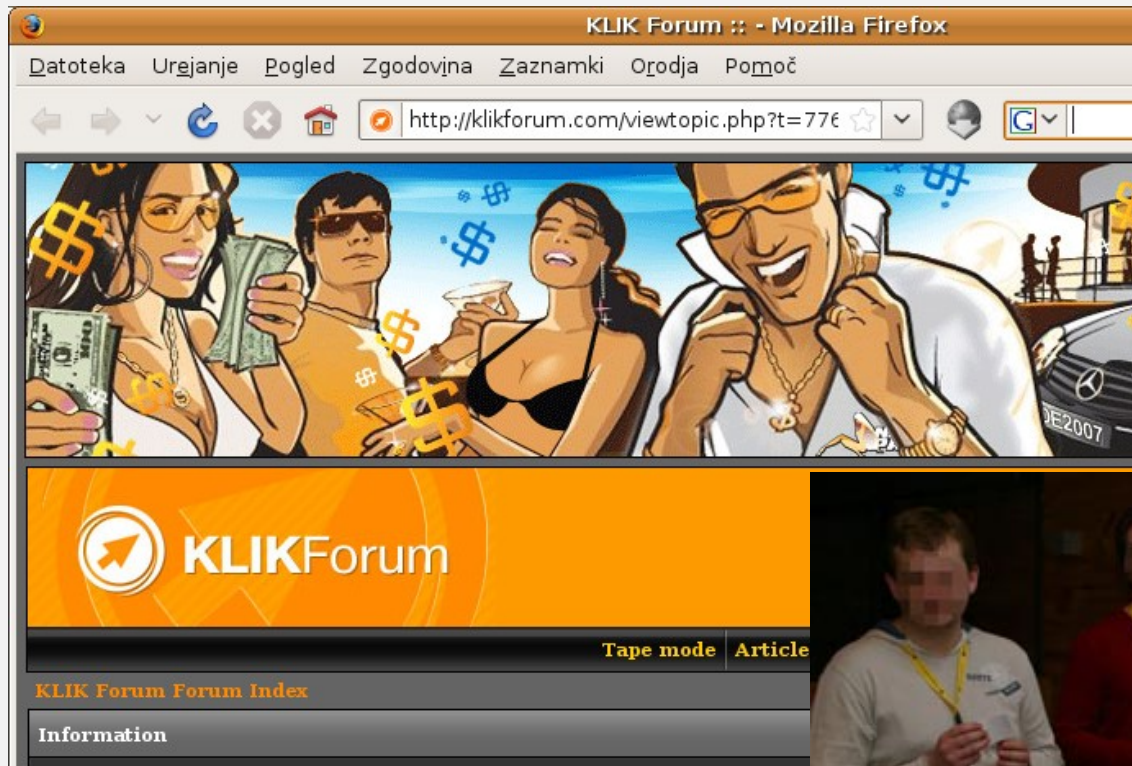 KLIK Forum :: - Mozilla Firefox
Datoteka Urejanje Pogled Zgodovina Zaznamki Orodja Pomoč
http://klikforum.com/viewtopic.php?t=776
G
$ $ $ $ $ $ $ $
100
DE2007
KLIKForum
Tape mode Article
KLIK Forum Forum Index
Information